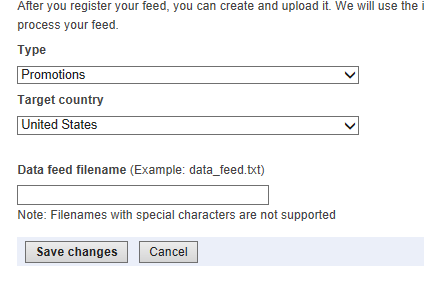 After you register your feed, you can create and upload it. We will use the
process your feed.
Type
Promotions
Target country
United States
Data feed filename (Example: data_feed.txt)
Note: Filenames with special characters are not supported
Save changes Cancel